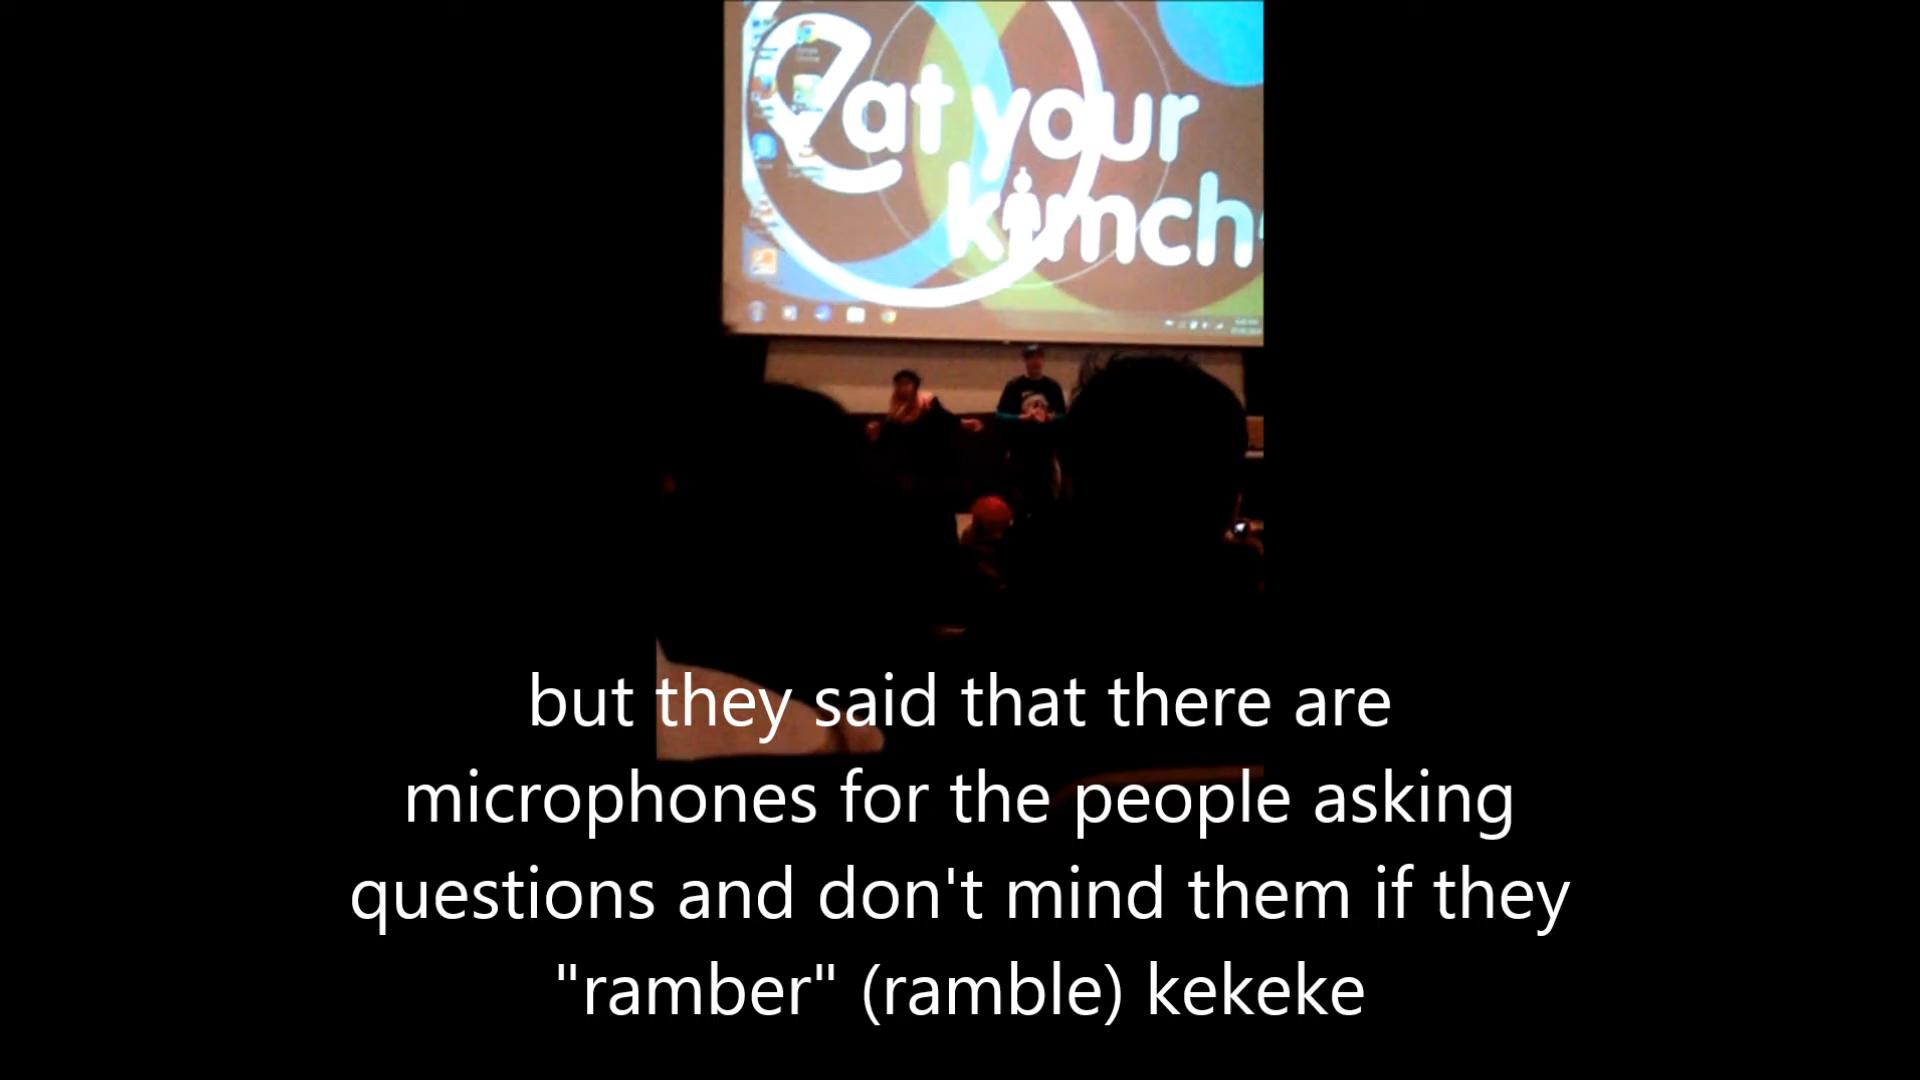 eat your
kimch
but they said that there are
microphones for the people asking
questions and don't mind them if they
"ramber" (ramble) kekeke